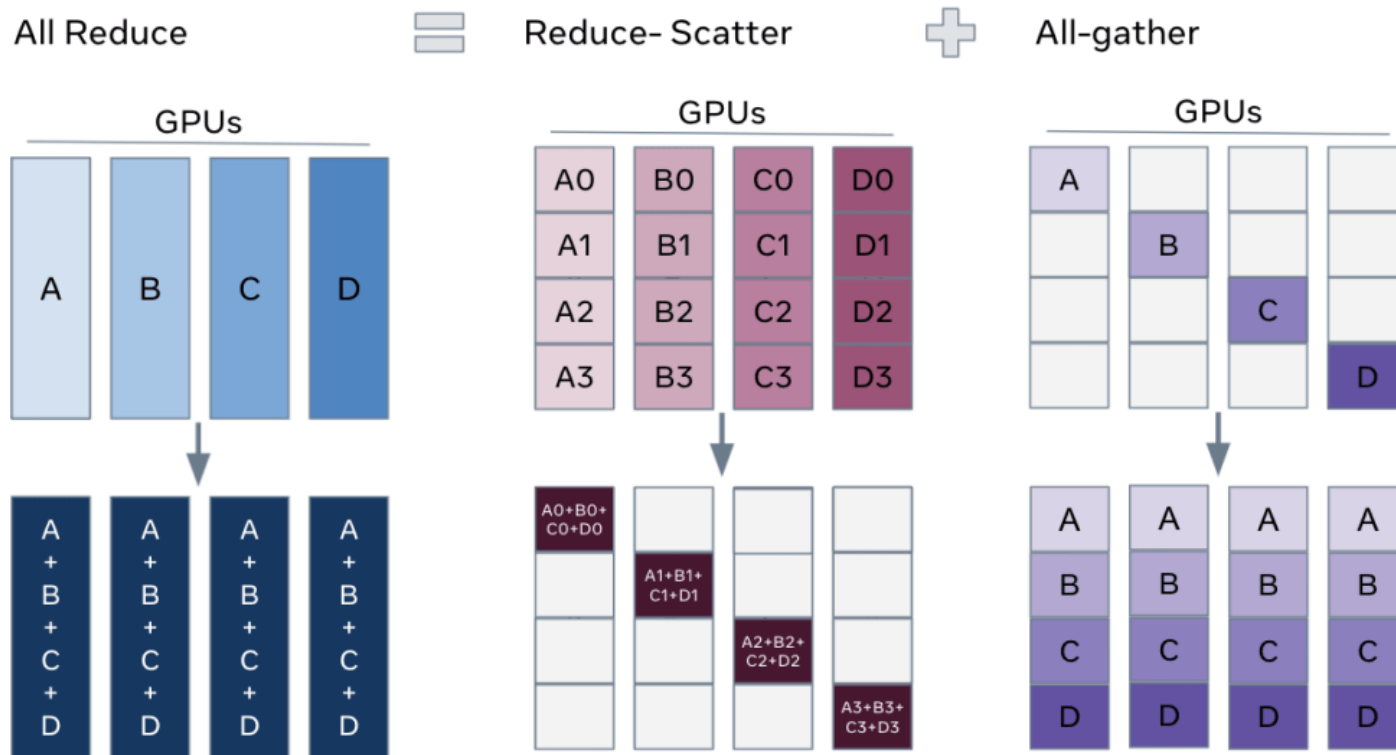 All Reduce
Reduce- Scatter
All-gather
GPUs
A B C D
A
+
B
+
C
+
D
A
+
B
+
C
+
D
A
+
B
+
C
+
D
A
+
B
+
C
+
D
GPUs
A0 B0 C0 D0
A1 B1 C1 D1
A2 B2 C2 D2
A3 B3 C3 D3
A0+B0+
C0+D0
A1+B1+
C1+D1
A2+B2+
C2+D2
A3+B3+
C3+D3
GPUs
A
B
C
D
A A A A
B B B B
C C C C
D D D D